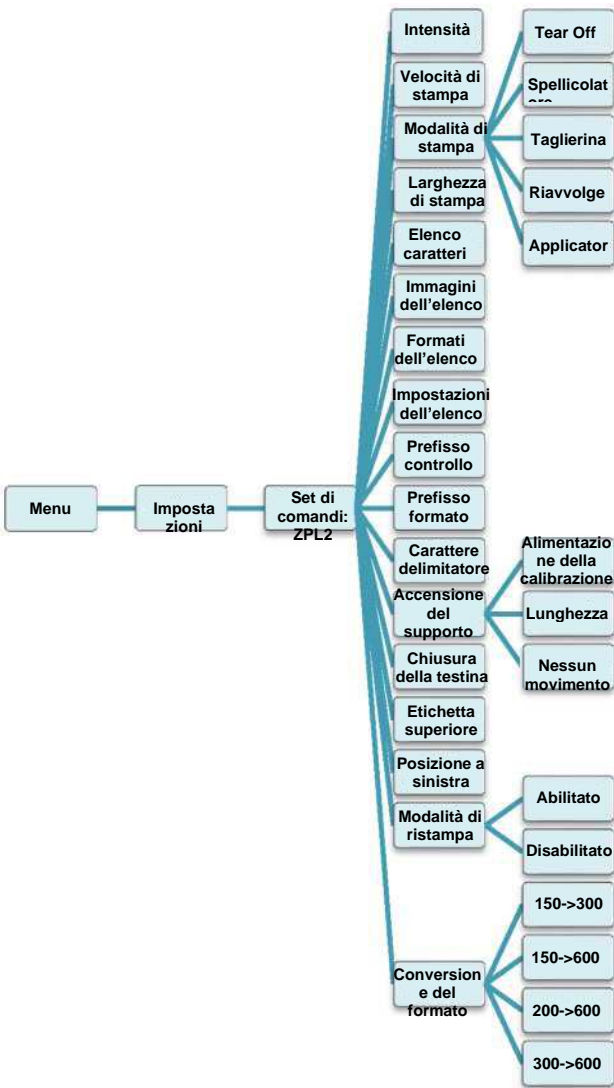 Menu
Imposta
zioni
Set di
comandi:
ZPL2
Intensità
Velocità di
stampa
Modalità di
stampa
Tear Off
Spellicolat
ore
Taglierina
Riavvolge
Applicator
Larghezza
di stampa
Elenco
caratteri
Immagini
dell'elenco
Formati
dell'elenco
Impostazioni
dell'elenco
Prefisso
controllo
Prefisso
formato
Carattere
delimitatore
Accensione
del
supporto
Alimentazio
ne della
calibrazione
Lunghezza
Nessun
movimento
Chiusura
della testina
Etichetta
superiore
Posizione a
sinistra
Modalità di
ristampa
Abilitato
Disabilitato
Conversion
e del
formato
150->300
150->600
200->600
300->600